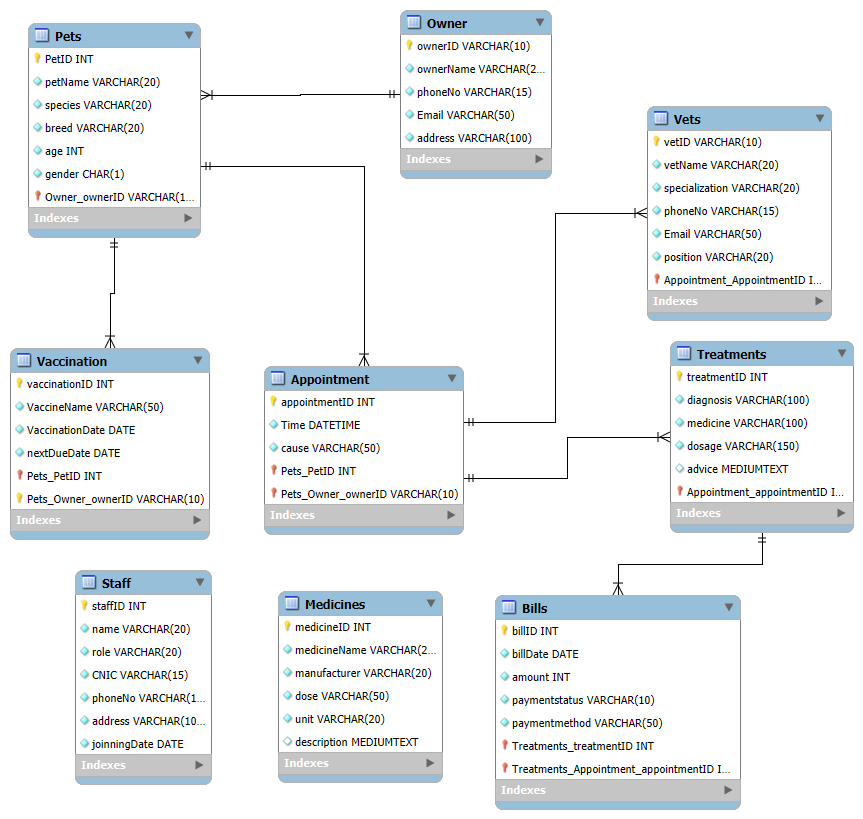 Pets
PetID INT
petName VARCHAR(20)
species VARCHAR(20)
breed VARCHAR(20)
age INT
gender CHAR(1)
Owner_ownerID VARCHAR(1...
Indexes
Owner
ownerID VARCHAR(10)
ownerName VARCHAR(2...
phoneNo VARCHAR(15)
Email VARCHAR(50)
address VARCHAR(100)
Indexes
Vets
vetID VARCHAR(10)
vetName VARCHAR(20)
specialization VARCHAR(20)
phoneNo VARCHAR(15)
Email VARCHAR(50)
position VARCHAR(20)
Appointment_AppointmentID I...
Indexes
Vaccination
vaccinationID INT
VaccineName VARCHAR(50)
VaccinationDate DATE
nextDueDate DATE
Pets_PetID INT
Pets_Owner_ownerID VARCHAR(10)
Indexes
Appointment
appointmentID INT
Time DATETIME
cause VARCHAR(50)
Pets_PetID INT
Pets_Owner_ownerID VARCHAR(10)
Indexes
Treatments
treatmentID INT
diagnosis VARCHAR(100)
medicine VARCHAR(100)
dosage VARCHAR(150)
advice MEDIUMTEXT
Appointment_appointmentID I...
Indexes
Staff
staffID INT
name VARCHAR(20)
role VARCHAR(20)
CNIC VARCHAR(15)
phoneNo VARCHAR(1...
address VARCHAR(10...
joinningDate DATE
Indexes
Medicines
medicineID INT
medicineName VARCHAR(2...
manufacturer VARCHAR(20)
dose VARCHAR(50)
unit VARCHAR(20)
description MEDIUMTEXT
Indexes
Bills
billID INT
billDate DATE
amount INT
paymentstatus VARCHAR(10)
paymentmethod VARCHAR(50)
Treatments_treatmentID INT
Treatments_Appointment_appointmentID I...
Indexes